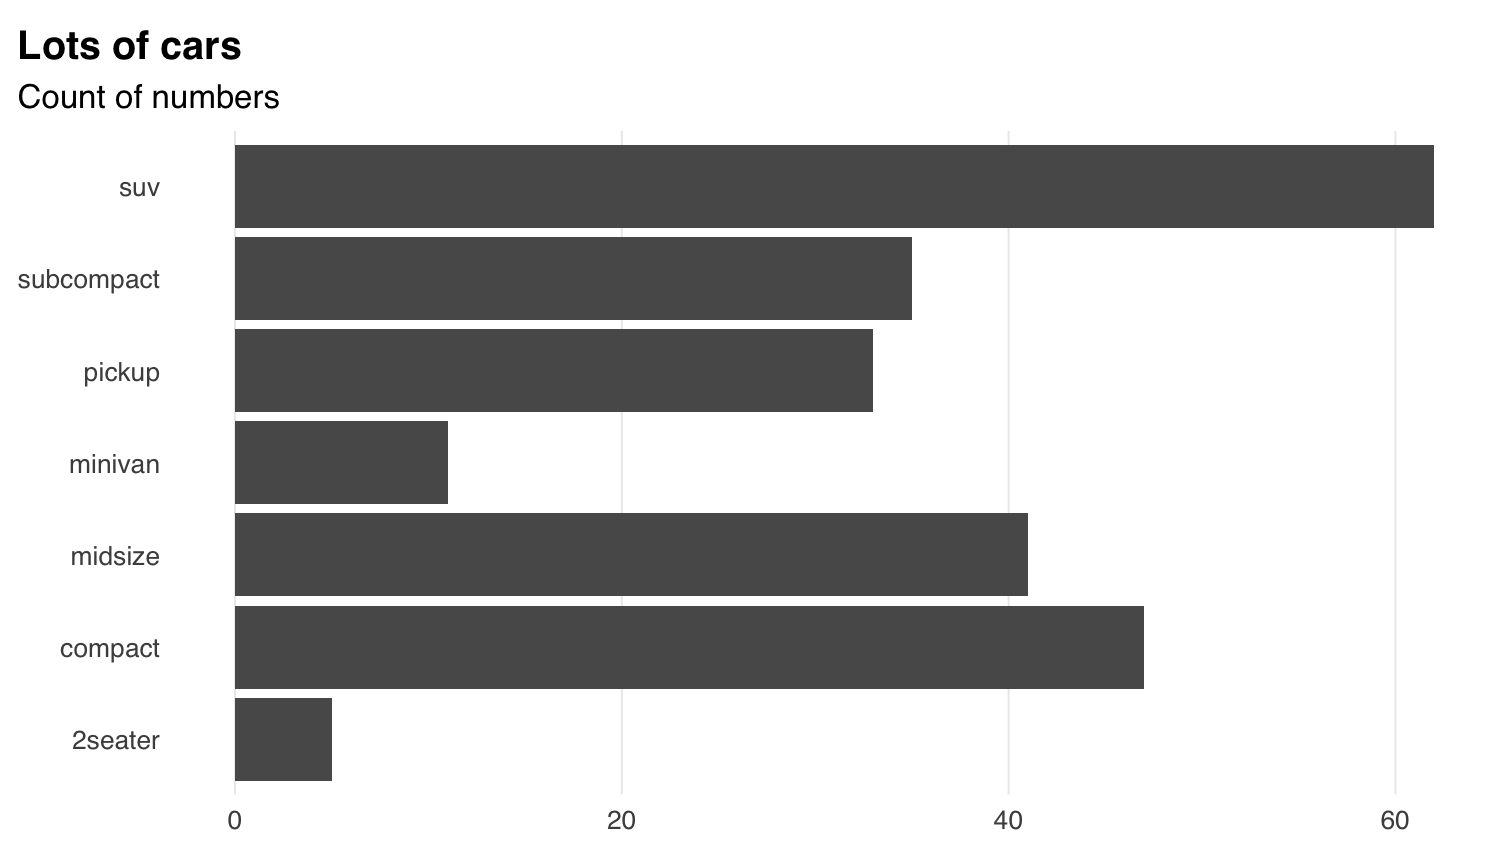 Lots of cars
Count of numbers
suv
subcompact
pickup
minivan
midsize
compact
2seater
0 20 40 60